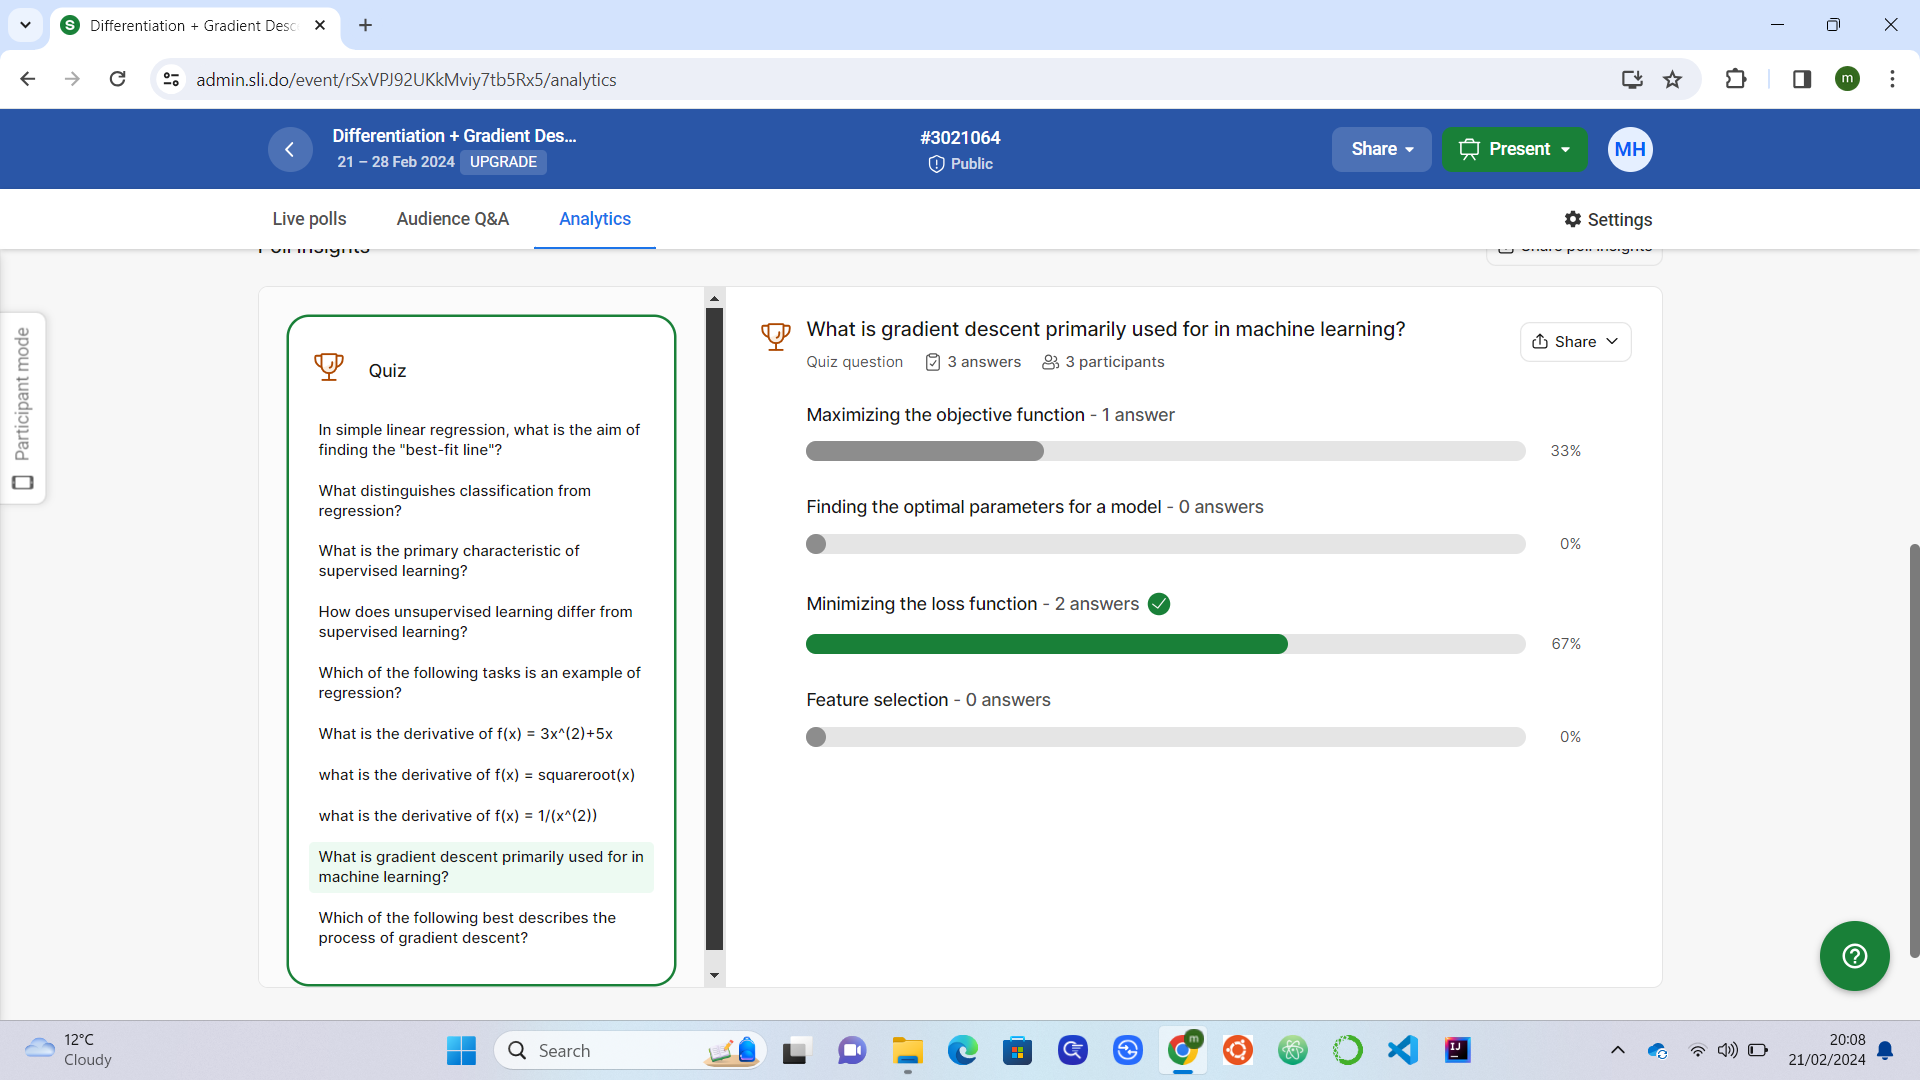 Differentiation + Gradient Desc
admin.sli.do/event/rSxVPJ92UKkMviy7tb5Rx5/analytics
m
Differentiation + Gradient Des...
21 – 28 Feb 2024 UPGRADE
#3021064
Public
Share
Present
MH
Live polls
Audience Q&A
Analytics
Settings
Poll insights
Share poll insights
Participant mode
Quiz
In simple linear regression, what is the aim of
finding the "best-fit line"?
What distinguishes classification from
regression?
What is the primary characteristic of
supervised learning?
How does unsupervised learning differ from
supervised learning?
Which of the following tasks is an example of
regression?
What is the derivative of f(x) = 3x^(2)+5x
what is the derivative of f(x) = squareroot(x)
what is the derivative of f(x) = 1/(x^(2))
What is gradient descent primarily used for in
machine learning?
Which of the following best describes the
process of gradient descent?
What is gradient descent primarily used for in machine learning?
Quiz question 3 answers 3 participants
Share
Maximizing the objective function - 1 answer
33%
Finding the optimal parameters for a model - 0 answers
0%
Minimizing the loss function - 2 answers
67%
Feature selection - 0 answers
0%
12°C
Cloudy
Search
m
20:08
21/02/2024